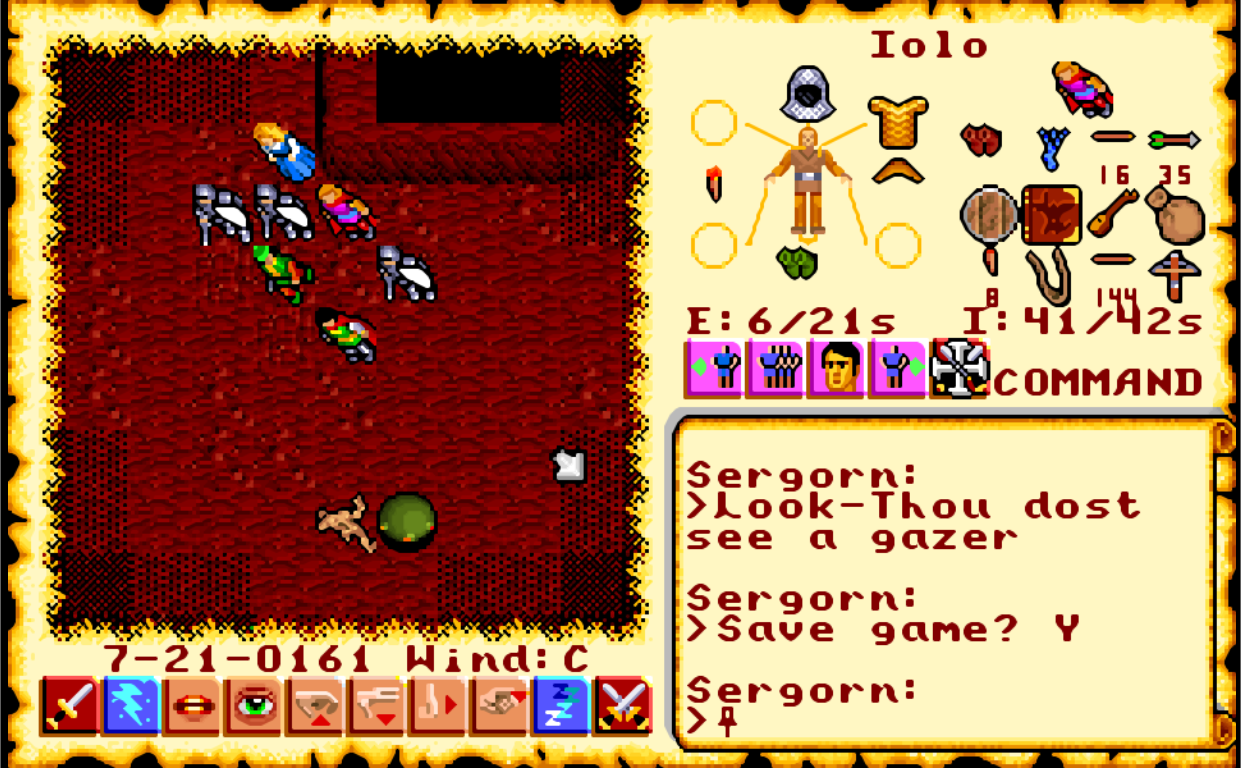 Iolo
16 35
8 144
E: 6/21s I: 41/42s
COMMAND
Sergorn:
>Look-Thou dost
see a gazer
Sergorn:
>Save game? Y
Sergorn:
>
7-21-0161 Wind:C